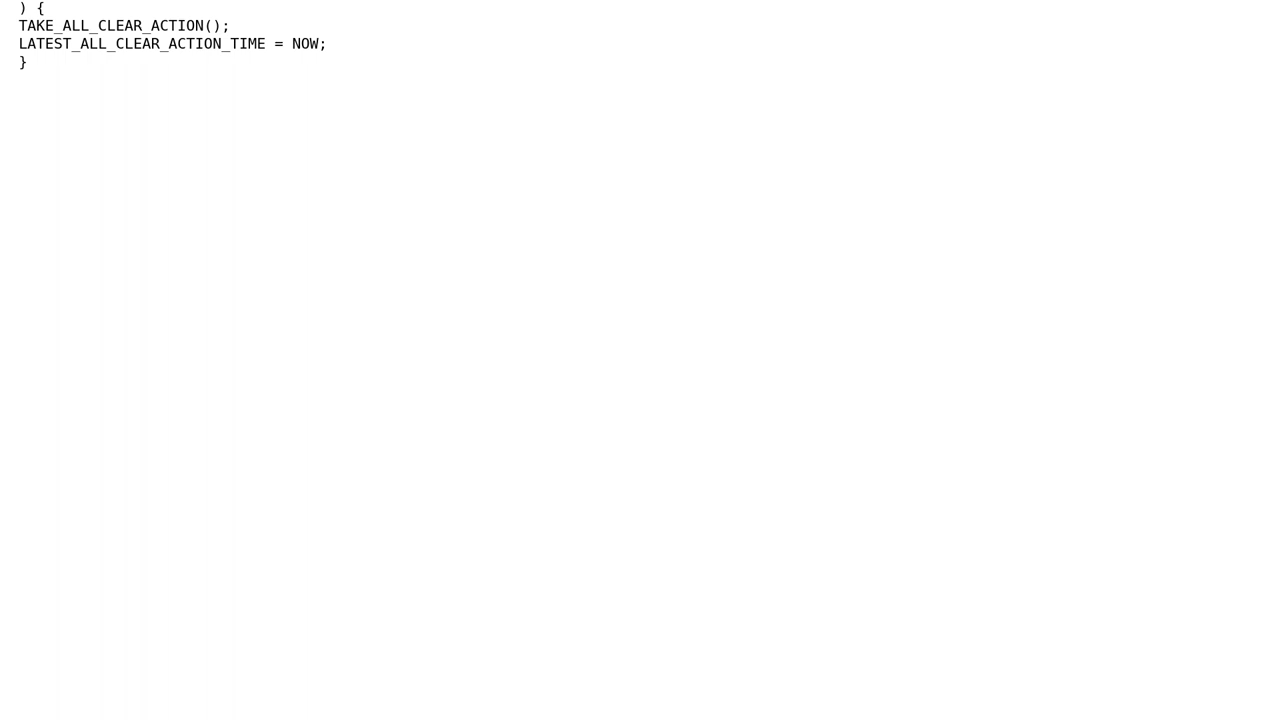 ) {
TAKE_ALL_CLEAR_ACTION();
LATEST_ALL_CLEAR_ACTION_TIME = NOW;
}